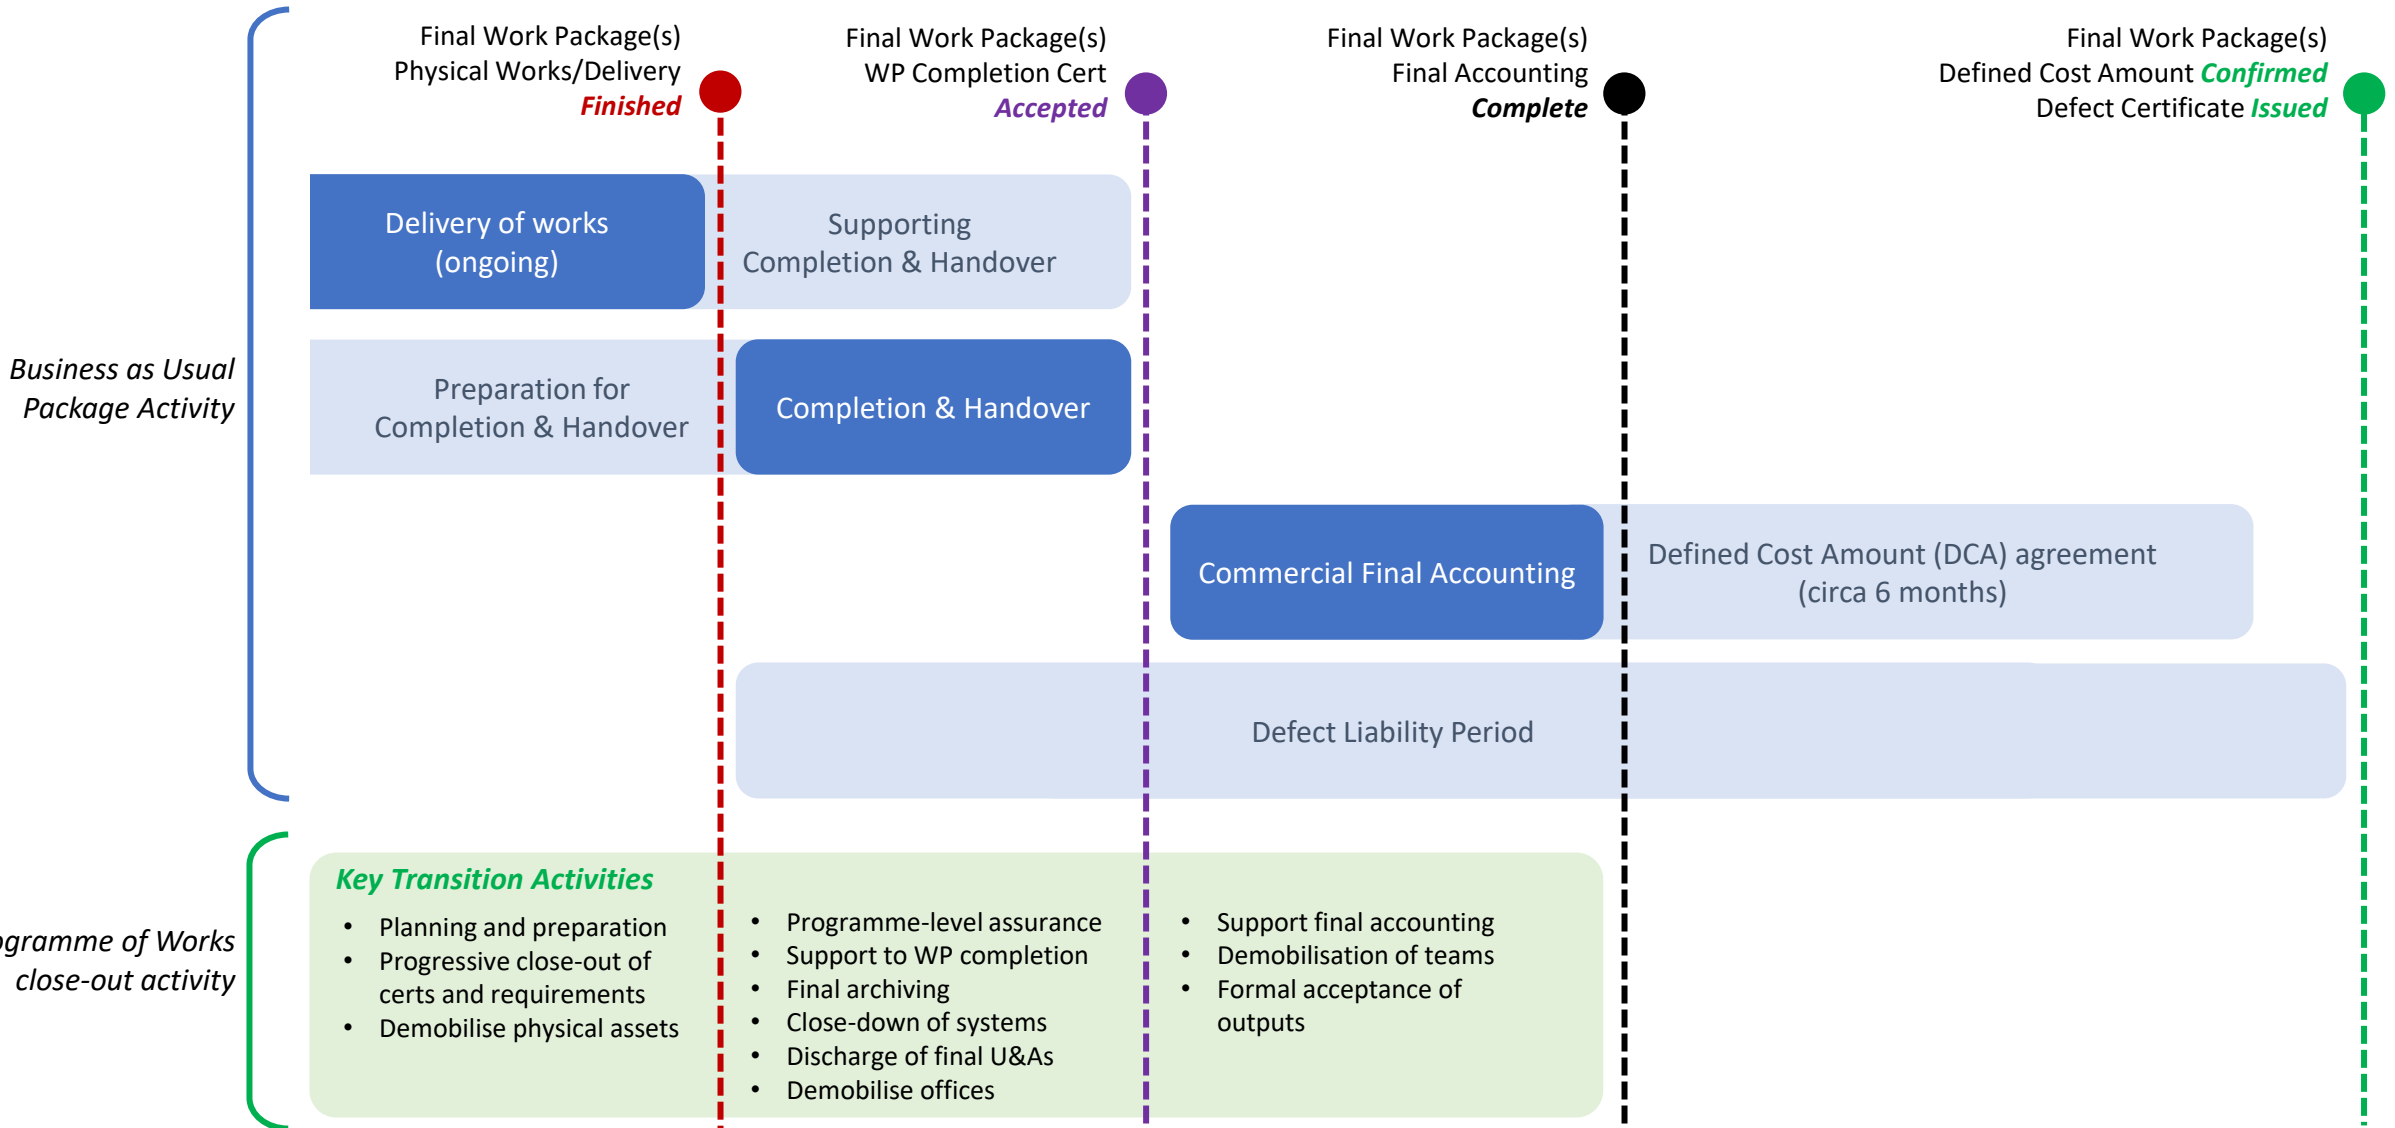 Final Work Package(s)
Physical Works/Delivery
Finished
Final Work Package(s)
WP Completion Cert
Accepted
Final Work Package(s)
Final Accounting
Complete
Final Work Package(s)
Defined Cost Amount Confirmed
Defect Certificate Issued
Business as Usual
Package Activity
Delivery of works
(ongoing)
Supporting
Completion & Handover
Preparation for
Completion & Handover
Completion & Handover
Commercial Final Accounting
Defined Cost Amount (DCA) agreement
(circa 6 months)
Defect Liability Period
ogramme of Works
close-out activity
Key Transition Activities
• Planning and preparation
• Progressive close-out of
certs and requirements
• Demobilise physical assets
• Programme-level assurance
• Support to WP completion
• Final archiving
• Close-down of systems
• Discharge of final U&As
• Demobilise offices
• Support final accounting
• Demobilisation of teams
• Formal acceptance of
outputs